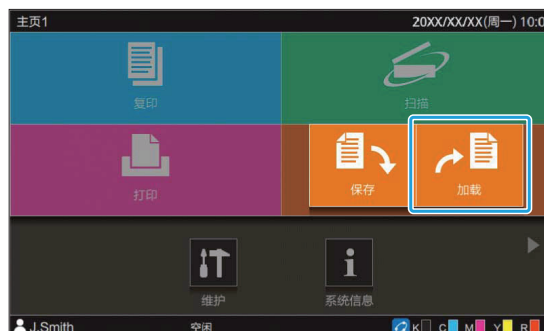 主页1 20XX/XX/XX(周一) 10:0
复印 扫描
打印 保存 加载
维护 系统信息
J.Smith 空闲 K C M Y R